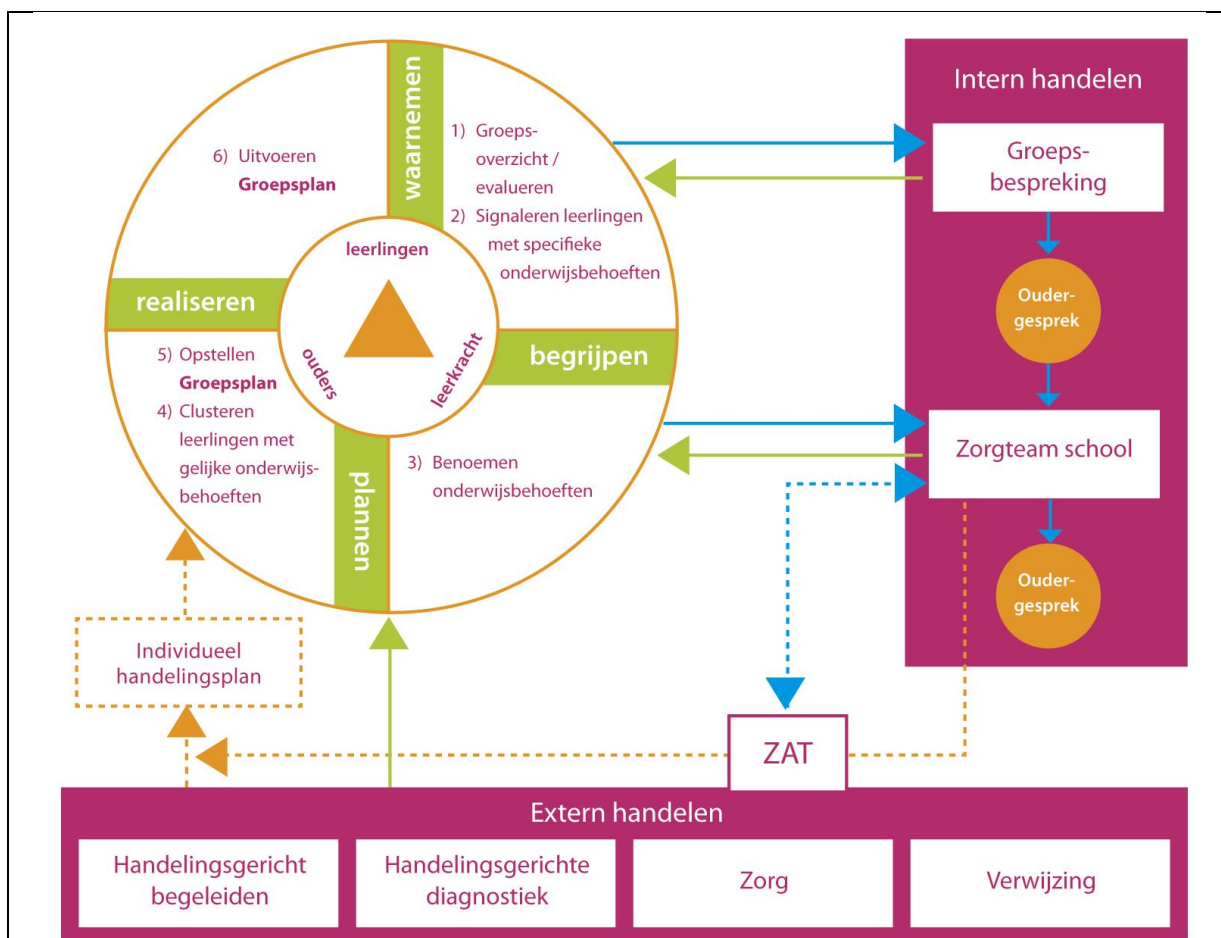 waarnemen
1) Groeps-
overzicht /
evalueren
2) Signaleren leerlingen
met specifieke
onderwijsbehoeften
begrijpen
3) Benoemen
onderwijsbehoeften
plannen
5) Opstellen
Groepsplan
4) Clusteren
leerlingen met
gelijke onderwijs-
behoeften
realiseren
6) Uitvoeren
Groepsplan
leerlingen
ouders
leerkracht
Intern handelen
Groeps-
bespreking
Ouder-
gesprek
Zorgteam school
Ouder-
gesprek
Individueel
handelingsplan
ZAT
Extern handelen
Handelingsgericht
begeleiden
Handelingsgerichte
diagnostiek
Zorg
Verwijzing